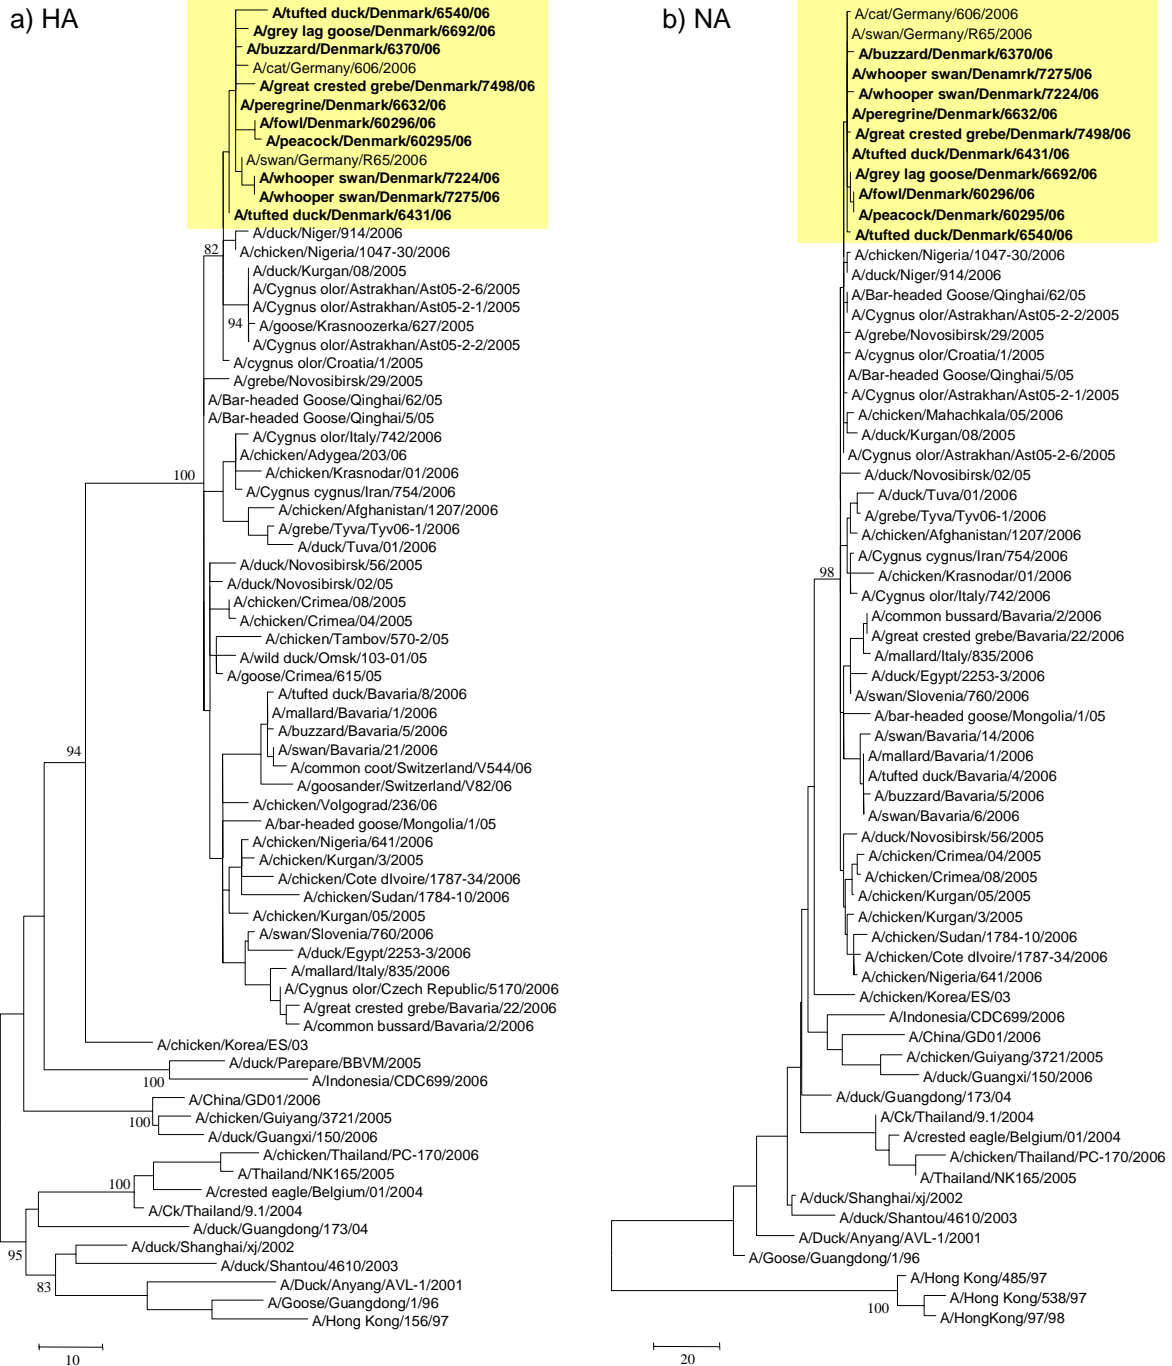 a) HA
A/tufted duck/Denmark/6540/06
A/grey lag goose/Denmark/6692/06
A/buzzard/Denmark/6370/06
A/cat/Germany/606/2006
A/great crested grebe/Denmark/7498/06
A/peregrine/Denmark/6632/06
A/fowl/Denmark/60296/06
A/peacock/Denmark/60295/06
A/swan/Germany/R65/2006
A/whooper swan/Denmark/7224/06
A/whooper swan/Denmark/7275/06
A/tufted duck/Denmark/6431/06
A/duck/Niger/914/2006
82
A/chicken/Nigeria/1047-30/2006
A/duck/Kurgan/08/2005
A/Cygnus olor/Astrakhan/Ast05-2-6/2005
A/Cygnus olor/Astrakhan/Ast05-2-1/2005
94
A/goose/Krasnoozerka/627/2005
A/Cygnus olor/Astrakhan/Ast05-2-2/2005
A/cygnus olor/Croatia/1/2005
A/grebe/Novosibirsk/29/2005
A/Bar-headed Goose/Qinghai/62/05
A/Bar-headed Goose/Qinghai/5/05
A/Cygnus olor/Italy/742/2006
A/chicken/Adygea/203/06
100
A/chicken/Krasnodar/01/2006
A/Cygnus cygnus/Iran/754/2006
A/chicken/Afghanistan/1207/2006
A/grebe/Tyva/Tyv06-1/2006
A/duck/Tuva/01/2006
A/duck/Novosibirsk/56/2005
A/duck/Novosibirsk/02/05
A/chicken/Crimea/08/2005
A/chicken/Crimea/04/2005
A/chicken/Tambov/570-2/05
A/wild duck/Omsk/103-01/05
A/goose/Crimea/615/05
A/tufted duck/Bavaria/8/2006
A/mallard/Bavaria/1/2006
A/buzzard/Bavaria/5/2006
94
A/swan/Bavaria/21/2006
A/common coot/Switzerland/V544/06
A/goosander/Switzerland/V82/06
A/chicken/Volgograd/236/06
A/bar-headed goose/Mongolia/1/05
A/chicken/Nigeria/641/2006
A/chicken/Kurgan/3/2005
A/chicken/Cote dIvoire/1787-34/2006
A/chicken/Sudan/1784-10/2006
A/chicken/Kurgan/05/2005
A/swan/Slovenia/760/2006
A/duck/Egypt/2253-3/2006
A/mallard/Italy/835/2006
A/Cygnus olor/Czech Republic/5170/2006
A/great crested grebe/Bavaria/22/2006
A/common bussard/Bavaria/2/2006
A/chicken/Korea/ES/03
A/duck/Parepare/BBVM/2005
100
A/Indonesia/CDC699/2006
A/China/GD01/2006
A/chicken/Guiyang/3721/2005
100
A/duck/Guangxi/150/2006
A/chicken/Thailand/PC-170/2006
A/Thailand/NK165/2005
100
A/crested eagle/Belgium/01/2004
A/Ck/Thailand/9.1/2004
A/duck/Guangdong/173/04
A/duck/Shanghai/xj/2002
95
A/duck/Shantou/4610/2003
83
A/Duck/Anyang/AVL-1/2001
A/Goose/Guangdong/1/96
A/Hong Kong/156/97
10
b) NA
A/cat/Germany/606/2006
A/swan/Germany/R65/2006
A/buzzard/Denmark/6370/06
A/whooper swan/Denamrk/7275/06
A/whooper swan/Denmark/7224/06
A/peregrine/Denmark/6632/06
A/great crested grebe/Denmark/7498/06
A/tufted duck/Denmark/6431/06
A/grey lag goose/Denmark/6692/06
A/fowl/Denmark/60296/06
A/peacock/Denmark/60295/06
A/tufted duck/Denmark/6540/06
A/chicken/Nigeria/1047-30/2006
A/duck/Niger/914/2006
A/Bar-headed Goose/Qinghai/62/05
A/Cygnus olor/Astrakhan/Ast05-2-2/2005
A/grebe/Novosibirsk/29/2005
A/cygnus olor/Croatia/1/2005
A/Bar-headed Goose/Qinghai/5/05
A/Cygnus olor/Astrakhan/Ast05-2-1/2005
A/chicken/Mahachkala/05/2006
A/duck/Kurgan/08/2005
A/Cygnus olor/Astrakhan/Ast05-2-6/2005
A/duck/Novosibirsk/02/05
A/duck/Tuva/01/2006
A/grebe/Tyva/Tyv06-1/2006
A/chicken/Afghanistan/1207/2006
A/Cygnus cygnus/Iran/754/2006
98
A/chicken/Krasnodar/01/2006
A/Cygnus olor/Italy/742/2006
A/common bussard/Bavaria/2/2006
A/great crested grebe/Bavaria/22/2006
A/mallard/Italy/835/2006
A/duck/Egypt/2253-3/2006
A/swan/Slovenia/760/2006
A/bar-headed goose/Mongolia/1/05
A/swan/Bavaria/14/2006
A/mallard/Bavaria/1/2006
A/tufted duck/Bavaria/4/2006
A/buzzard/Bavaria/5/2006
A/swan/Bavaria/6/2006
A/duck/Novosibirsk/56/2005
A/chicken/Crimea/04/2005
A/chicken/Crimea/08/2005
A/chicken/Kurgan/05/2005
A/chicken/Kurgan/3/2005
A/chicken/Sudan/1784-10/2006
A/chicken/Cote dIvoire/1787-34/2006
A/chicken/Nigeria/641/2006
A/chicken/Korea/ES/03
A/Indonesia/CDC699/2006
A/China/GD01/2006
A/chicken/Guiyang/3721/2005
A/duck/Guangxi/150/2006
A/duck/Guangdong/173/04
A/Ck/Thailand/9.1/2004
A/crested eagle/Belgium/01/2004
A/chicken/Thailand/PC-170/2006
A/Thailand/NK165/2005
A/duck/Shanghai/xj/2002
A/duck/Shantou/4610/2003
A/Duck/Anyang/AVL-1/2001
A/Goose/Guangdong/1/96
A/Hong Kong/485/97
A/Hong Kong/538/97
100
A/HongKong/97/98
20